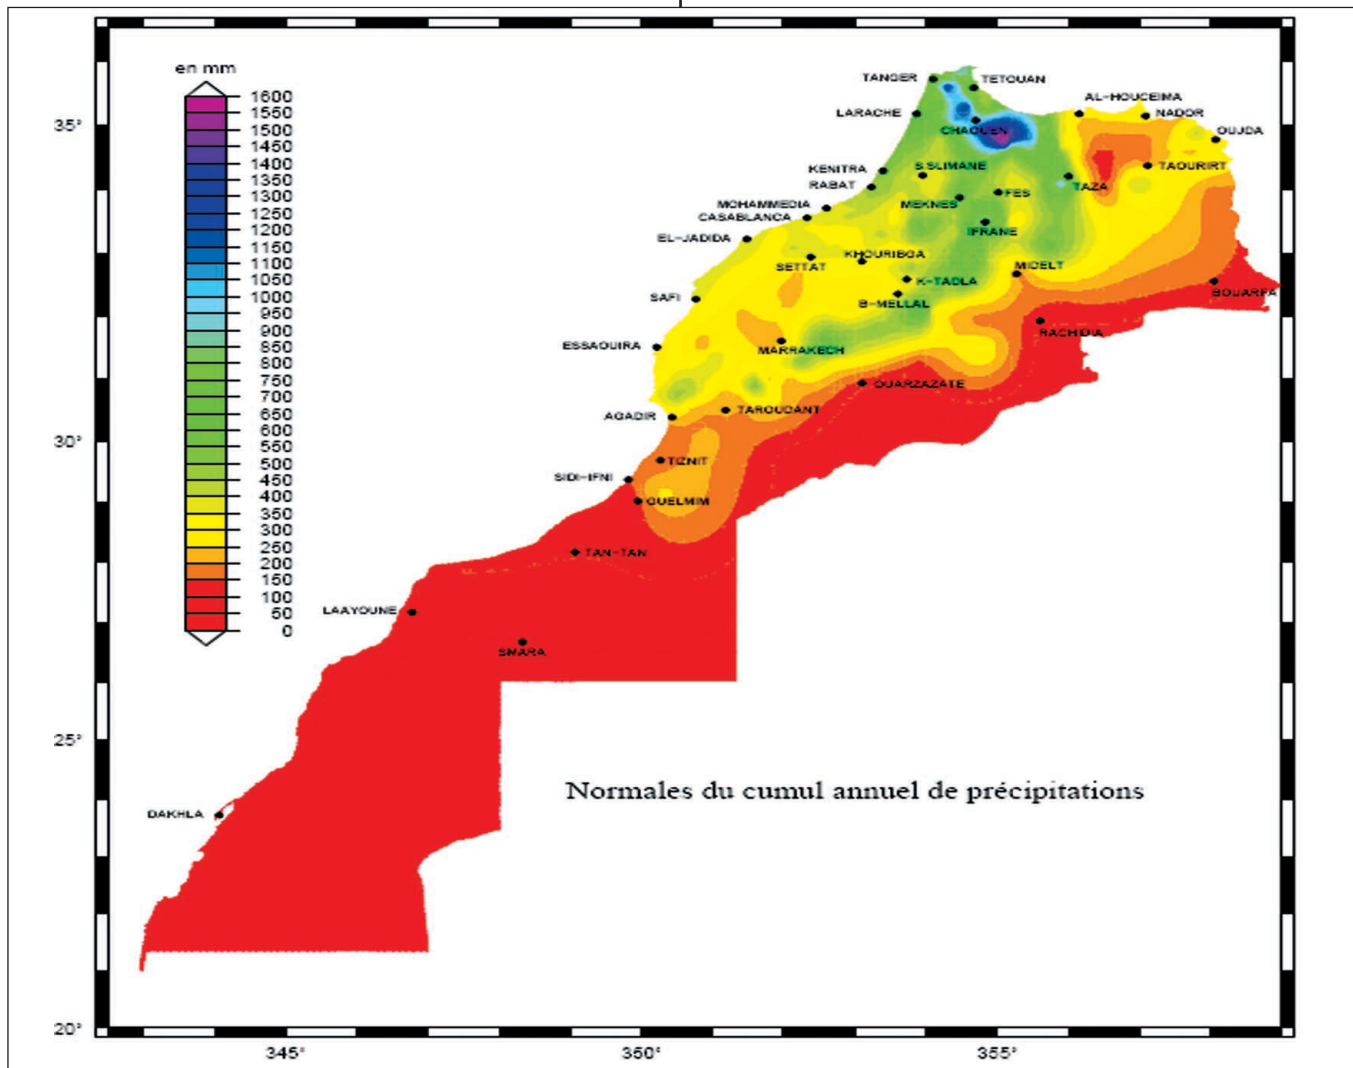 en mm
1600
1550
1500
1450
1400
1350
1300
1250
1200
1150
1100
1050
1000
950
900
850
800
750
700
650
600
550
500
450
400
350
300
250
200
150
100
50
0
35°
30°
25°
20°
345°
350°
355°
TANGER
TETOUAN
LARACHE
AL-HOUCEIMA
NADOR
CHAOUEN
OUJDA
KENITRA
S.SLIMANE
TAOURIRT
RABAT
TAZA
FES
MOHAMMEDIA
MEKNES
CASABLANCA
IFRANE
EL-JADIDA
KHOURIBGA
SETTAT
MIDELT
K-TADLA
BOUARFA
SAFI
B-MELLAL
RACHIDIA
ESSAOUIRA
MARRAKECH
OUARZAZATE
AGADIR
TAROUDANT
TIZNIT
SIDI-IFNI
GUELMIM
TAN-TAN
LAAYOUNE
SMARA
Normales du cumul annuel de précipitations
DAKHLA